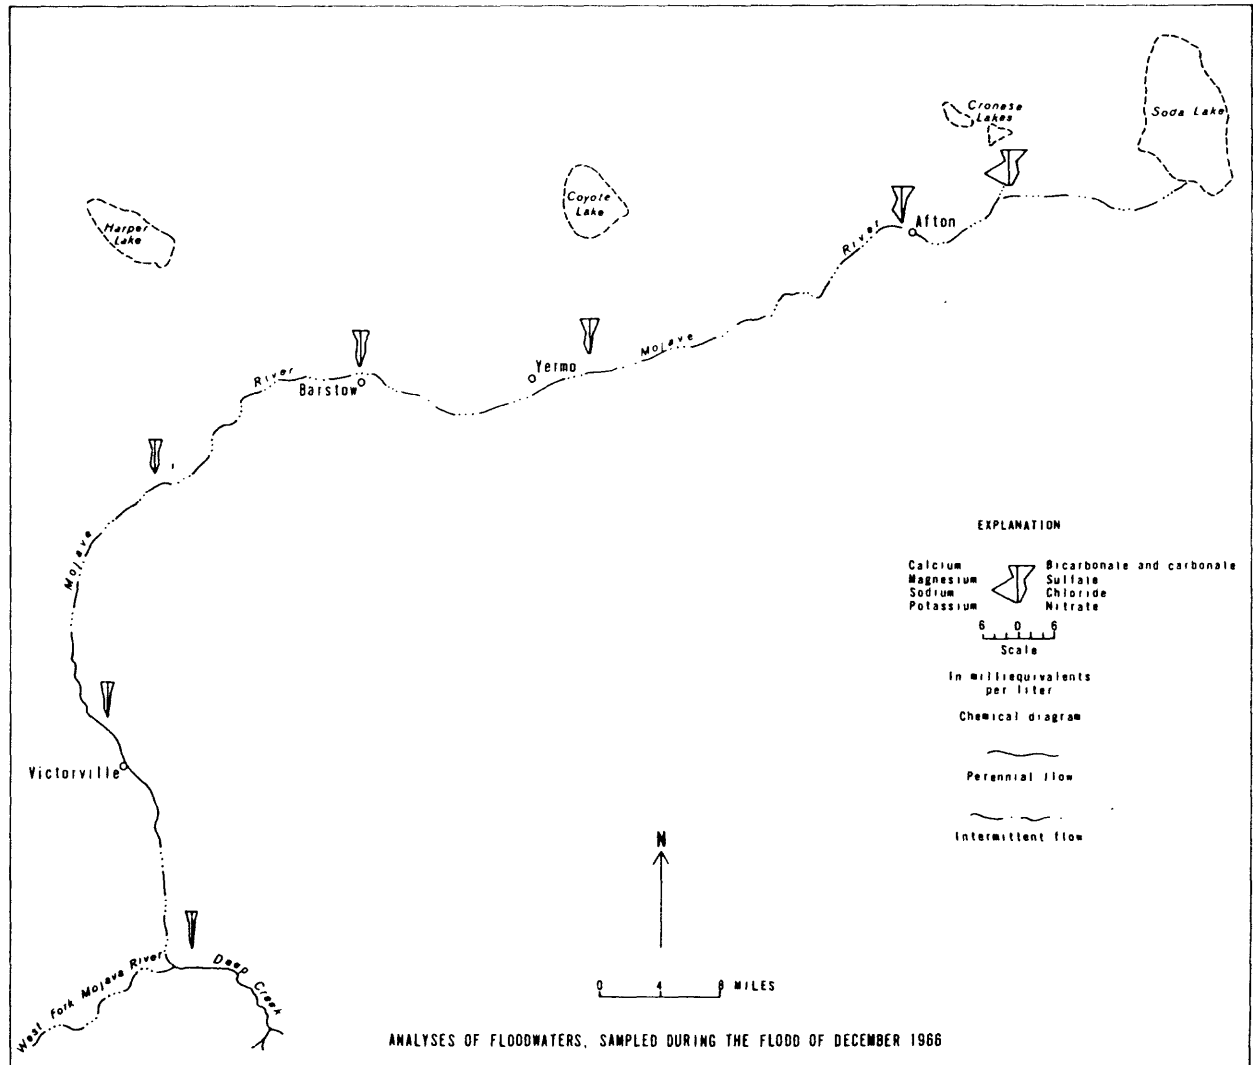 Cronese
Lakes
Soda Lake
Harper
Lake
Coyote
Lake
River
Afton
Mojave
Yermo
River
Barstow
Mojave
EXPLANATION
Calcium
Magnesium
Sodium
Potassium
Bicarbonate and carbonate
Sulfate
Chloride
Nitrate
6 0 6
Scale
In milliequivalents
per liter
Chemical diagram
Perennial flow
Intermittent flow
Victorville
N
West Fork Mojava River
Deep Creek
0 4 8 MILES
ANALYSES OF FLOODWATERS, SAMPLED DURING THE FLOOD OF DECEMBER 1966